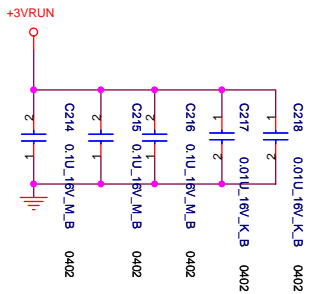 +3VRUN
2 1 C214 0.1U_16V_M_B 0402
2 1 C215 0.1U_16V_M_B 0402
2 1 C216 0.1U_16V_M_B 0402
1 2 C217 0.01U_16V_K_B 0402
1 2 C218 0.01U_16V_K_B 0402